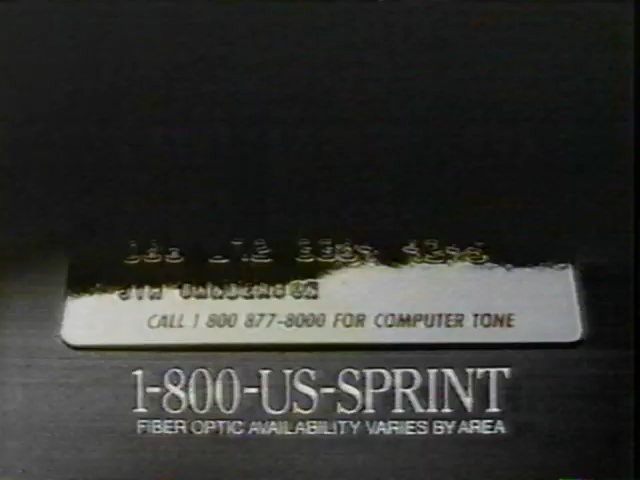 CALL 1 800 877-8000 FOR COMPUTER TONE
1-800-US-SPRINT
FIBER OPTIC AVAILABILITY VARIES BY AREA